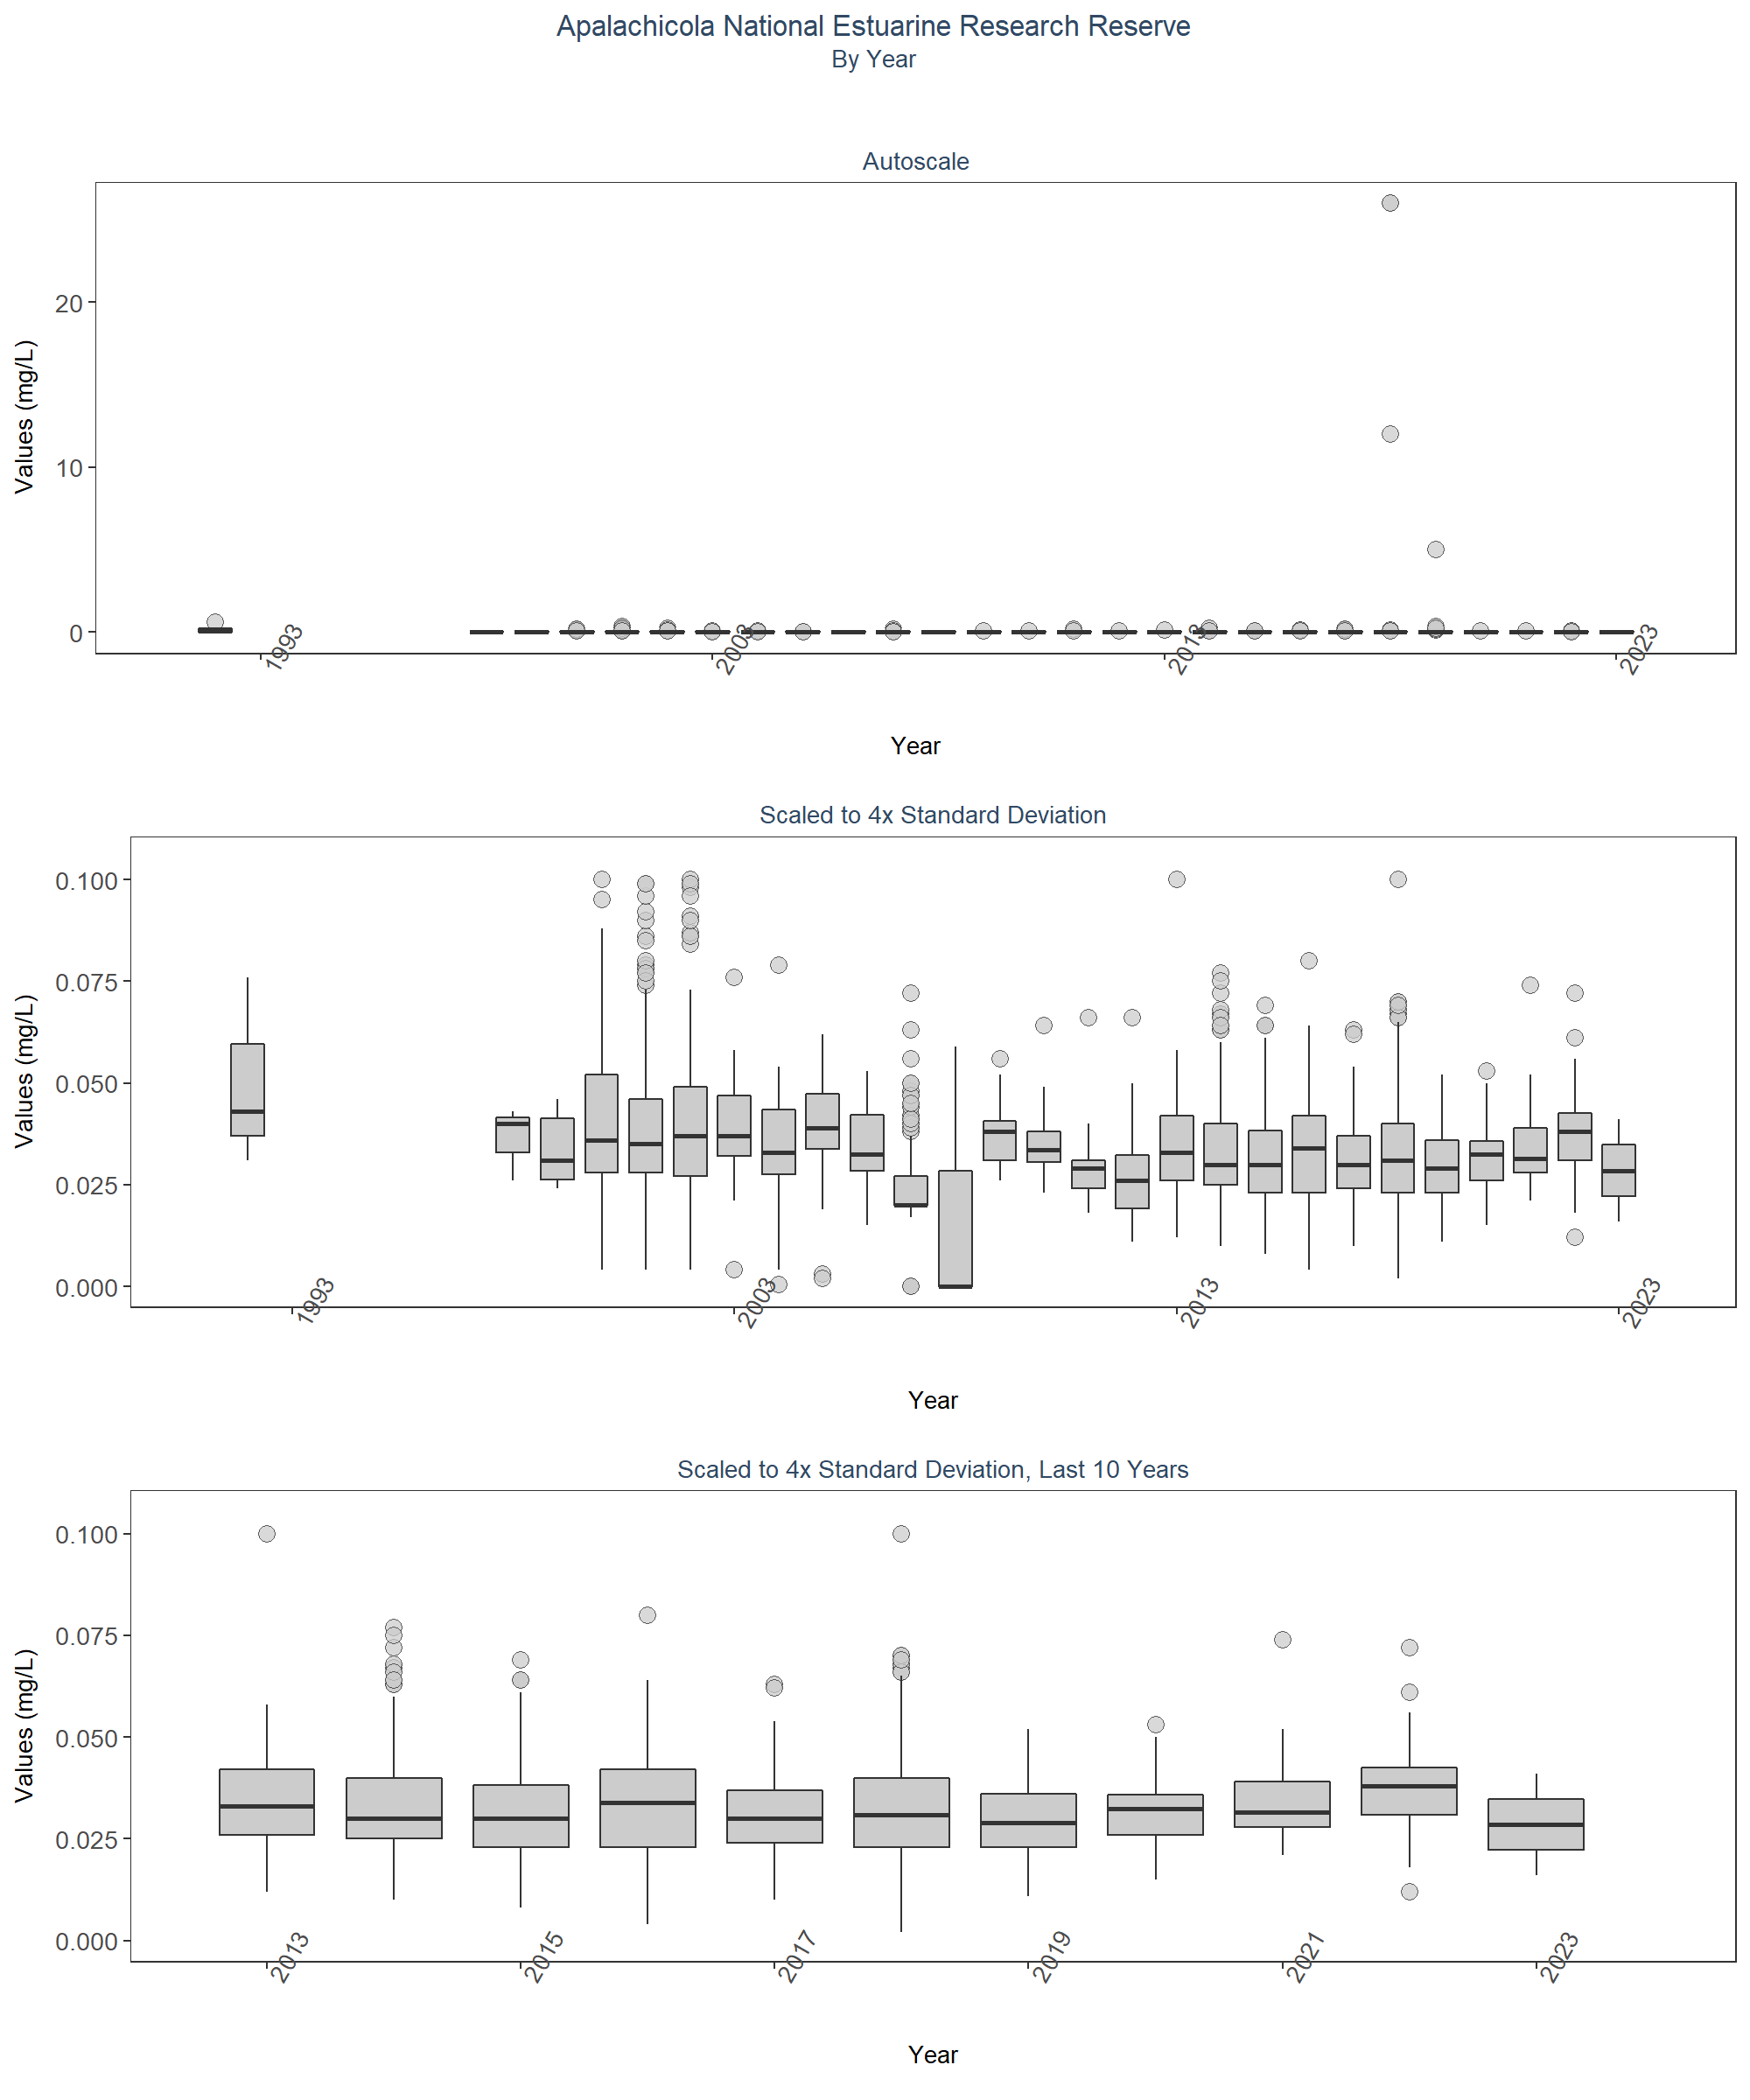 Apalachicola National Estuarine Research Reserve
By Year
Autoscale
Values (mg/L)
20
10
0
1993
2003
2013
2023
Year
Scaled to 4x Standard Deviation
Values (mg/L)
0.100
0.075
0.050
0.025
0.000
1993
2003
2013
2023
Year
Scaled to 4x Standard Deviation, Last 10 Years
Values (mg/L)
0.100
0.075
0.050
0.025
0.000
2013
2015
2017
2019
2021
2023
Year